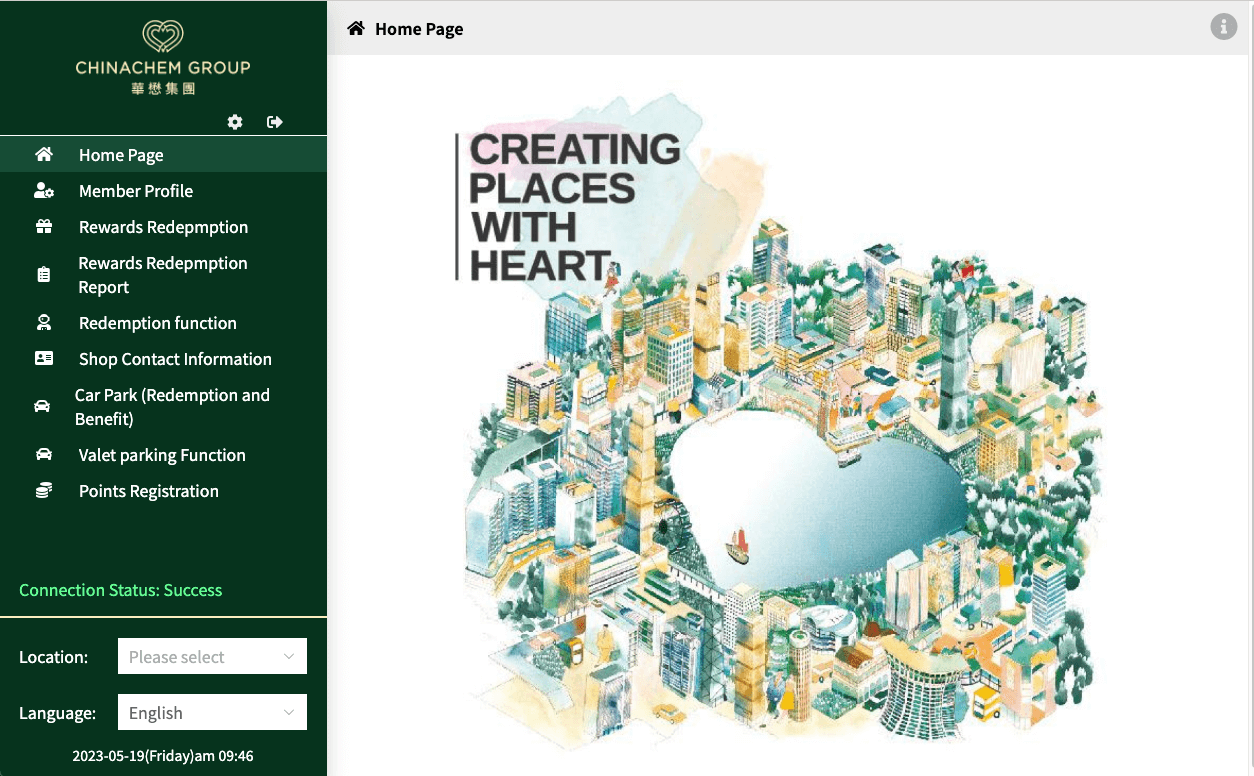 CHINACHEM GROUP
華懋集團
Home Page
Member Profile
Rewards Redepmption
Rewards Redepmption
Report
Redemption function
Shop Contact Information
Car Park (Redemption and
Benefit)
Valet parking Function
Points Registration
Connection Status: Success
Location: Please select
Language: English
2023-05-19(Friday)am 09:46
Home Page
CREATING
PLACES
WITH
HEART